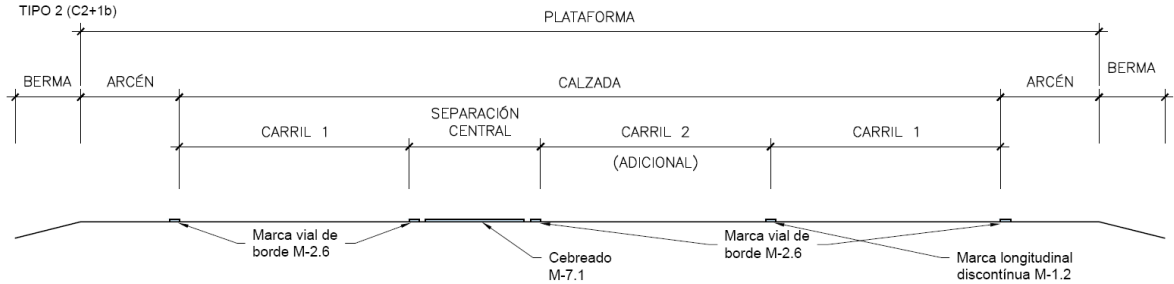 TIPO 2 (C2+1b)
PLATAFORMA
BERMA
ARCÉN
CALZADA
ARCÉN
BERMA
CARRIL 1
SEPARACIÓN
CENTRAL
CARRIL 2
(ADICIONAL)
CARRIL 1
Marca vial de
borde M-2.6
Cebreado
M-7.1
Marca vial de
borde M-2.6
Marca longitudinal
discontínua M-1.2